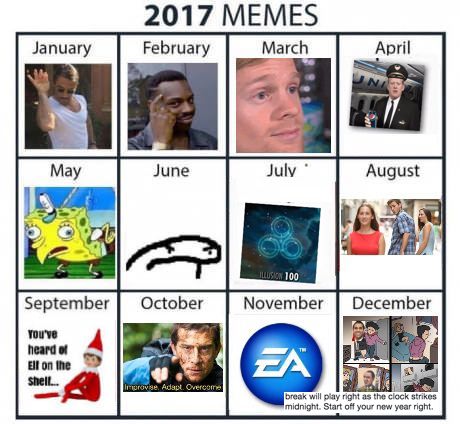 2017 MEMES
January
February
March
April
UNI
May
June
July
August
ILLUSION 100
September
October
November
December
You've
heard of
Elf on the
Shelf...
Improvise. Adapt. Overcome
EA™
break will play right as the clock strikes
midnight. Start off your new year right.